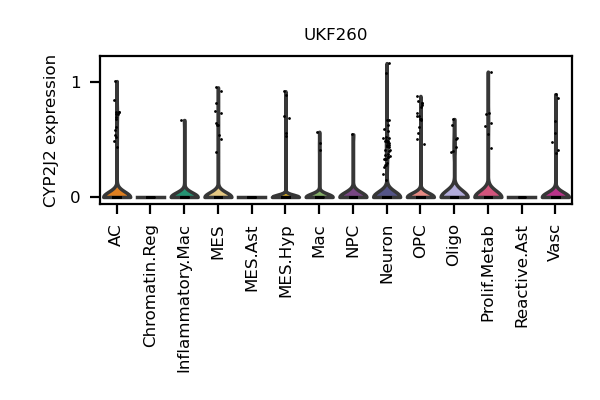 UKF260
CYP2J2 expression
1
0
AC
Chromatin.Reg
Inflammatory.Mac
MES
MES.Ast
MES.Hyp
Mac
NPC
Neuron
OPC
Oligo
Prolif.Metab
Reactive.Ast
Vasc